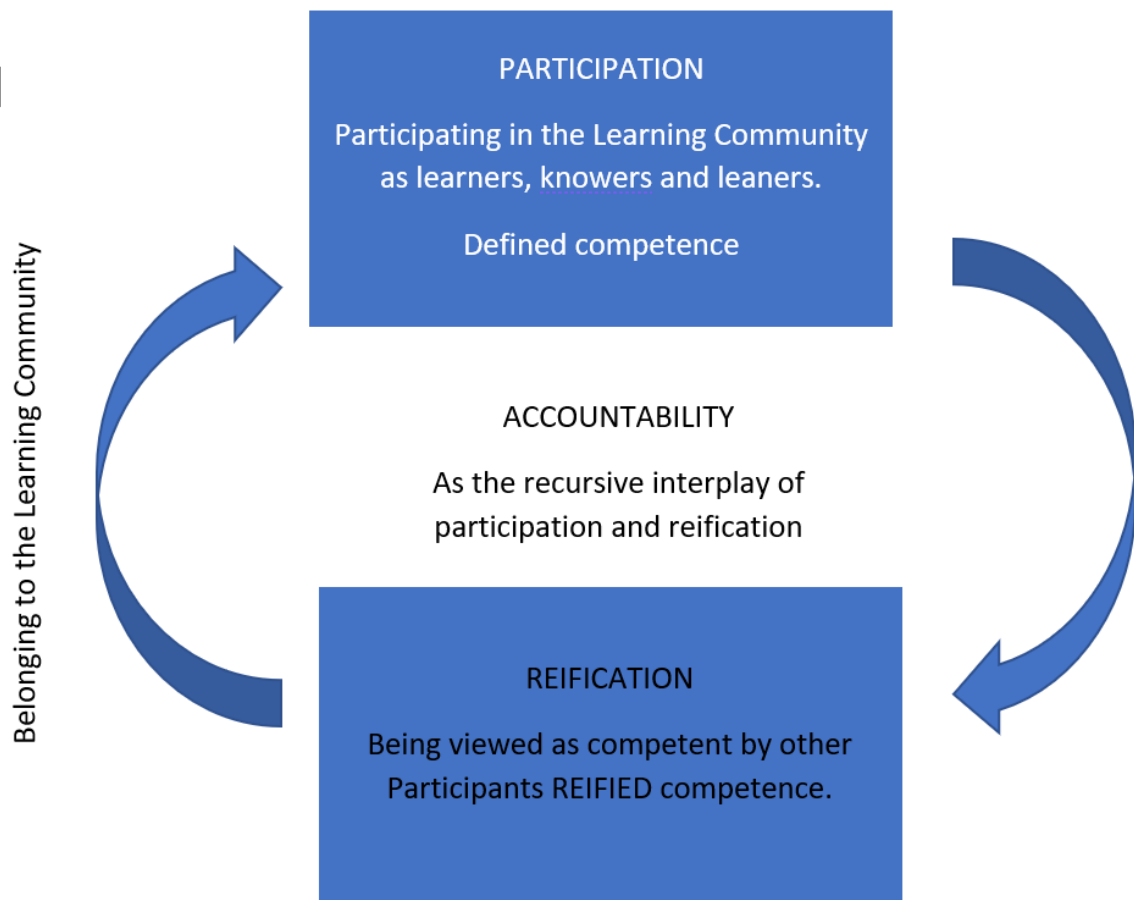 PARTICIPATION
Participating in the Learning Community
as learners, knowers and leaners.
Defined competence
Belonging to the Learning Community
ACCOUNTABILITY
As the recursive interplay of
participation and reification
REIFICATION
Being viewed as competent by other
Participants REIFIED competence.